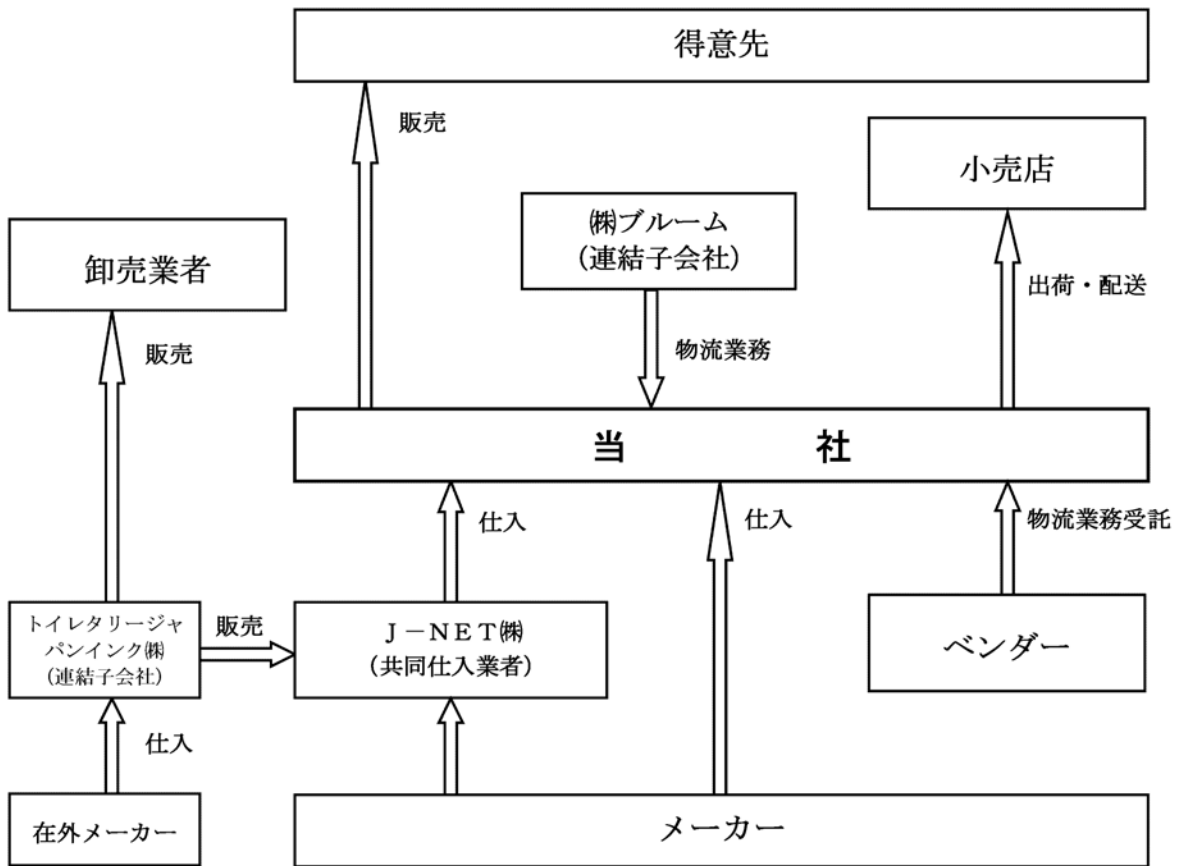 得意先
販売
小売店
㈱ブルーム
(連結子会社)
卸売業者
出荷・配送
販売
物流業務
当社
仕入
仕入
物流業務受託
トイレタリージャ
パンインク㈱
(連結子会社)
販売
J－NET㈱
(共同仕入業者)
ベンダー
仕入
在外メーカー
メーカー